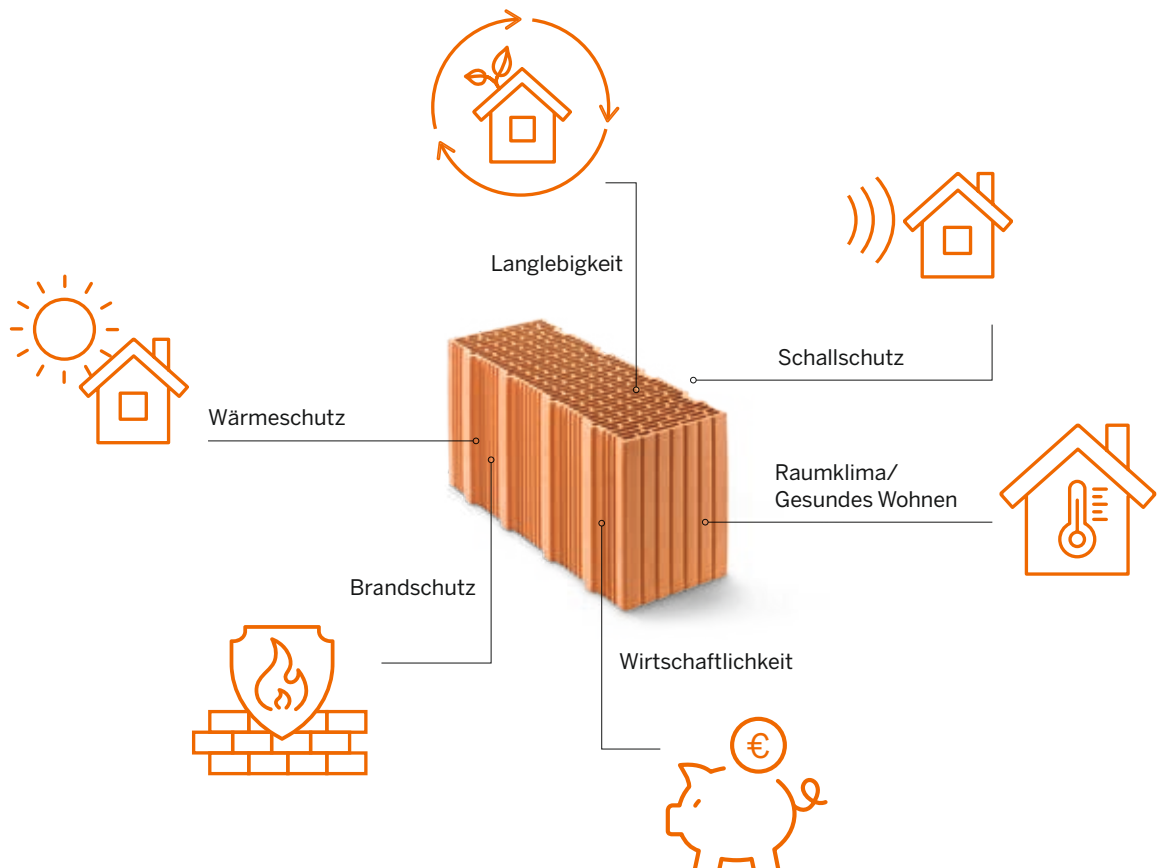 Langlebigkeit
Schallschutz
Wärmeschutz
Raumklima/
Gesundes Wohnen
Brandschutz
Wirtschaftlichkeit
€